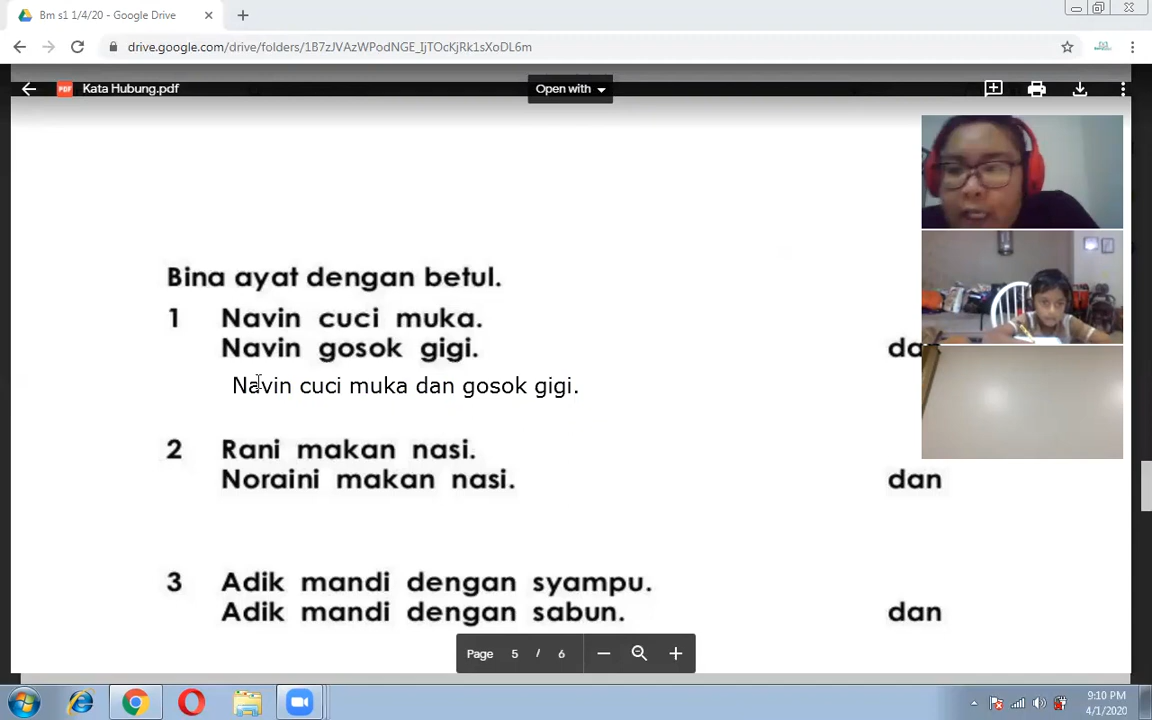 Bm s1 1/4/20 - Google Drive
drive.google.com/drive/folders/1B7zJVAzWPodNGE_IjTOcKjRk1sXoDL6m
Kata Hubung.pdf
Open with
Bina ayat dengan betul.
1 Navin cuci muka.
Navin gosok gigi. da
Navin cuci muka dan gosok gigi.
2 Rani makan nasi.
Noraini makan nasi. dan
3 Adik mandi dengan syampu.
Adik mandi dengan sabun. dan
Page 5 / 6
9:10 PM
4/1/2020